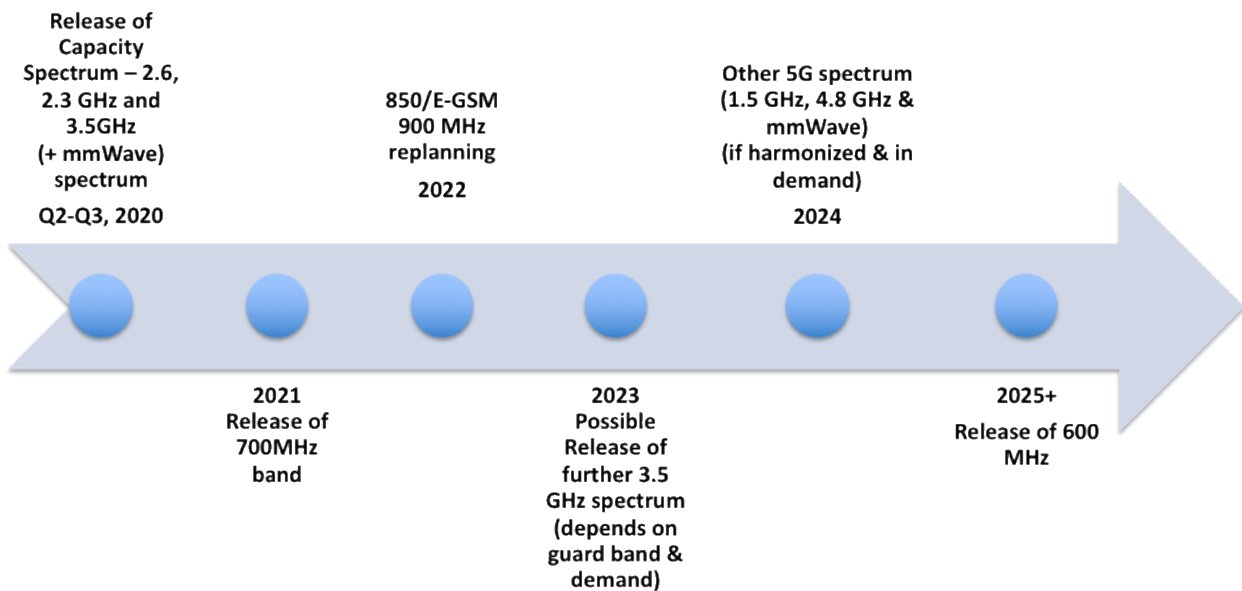 Release of
Capacity
Spectrum – 2.6,
2.3 GHz and
3.5GHz
(+ mmWave)
spectrum
Q2-Q3, 2020
2021
Release of
700MHz
band
850/E-GSM
900 MHz
replanning
2022
2023
Possible
Release of
further 3.5
GHz spectrum
(depends on
guard band &
demand)
Other 5G spectrum
(1.5 GHz, 4.8 GHz &
mmWave)
(if harmonized & in
demand)
2024
2025+
Release of 600
MHz